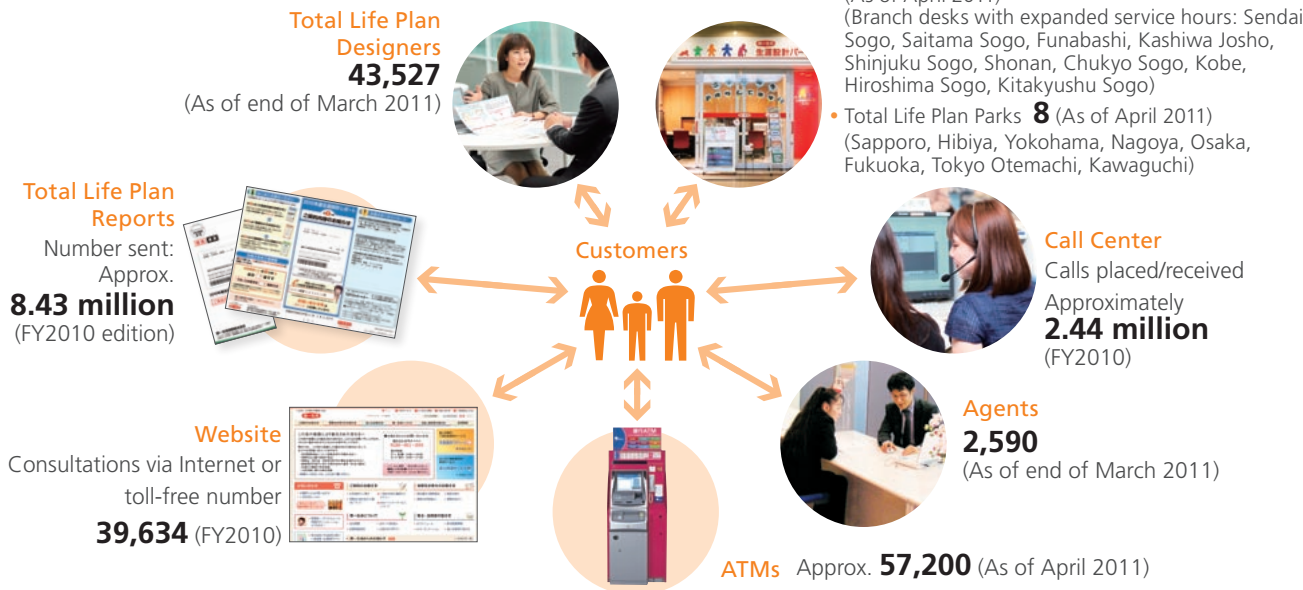 Total Life Plan
Designers
43,527
(As of end of March 2011)
(Branch desks with expanded service hours: Sendai
Sogo, Saitama Sogo, Funabashi, Kashiwa Josho,
Shinjuku Sogo, Shonan, Chukyo Sogo, Kobe,
Hiroshima Sogo, Kitakyushu Sogo)
• Total Life Plan Parks 8 (As of April 2011)
(Sapporo, Hibiya, Yokohama, Nagoya, Osaka,
Fukuoka, Tokyo Otemachi, Kawaguchi)
Total Life Plan
Reports
Number sent:
Approx.
8.43 million
(FY2010 edition)
Customers
Call Center
Calls placed/received
Approximately
2.44 million
(FY2010)
Website
Consultations via Internet or
toll-free number
39,634 (FY2010)
Agents
2,590
(As of end of March 2011)
ATMs Approx. 57,200 (As of April 2011)